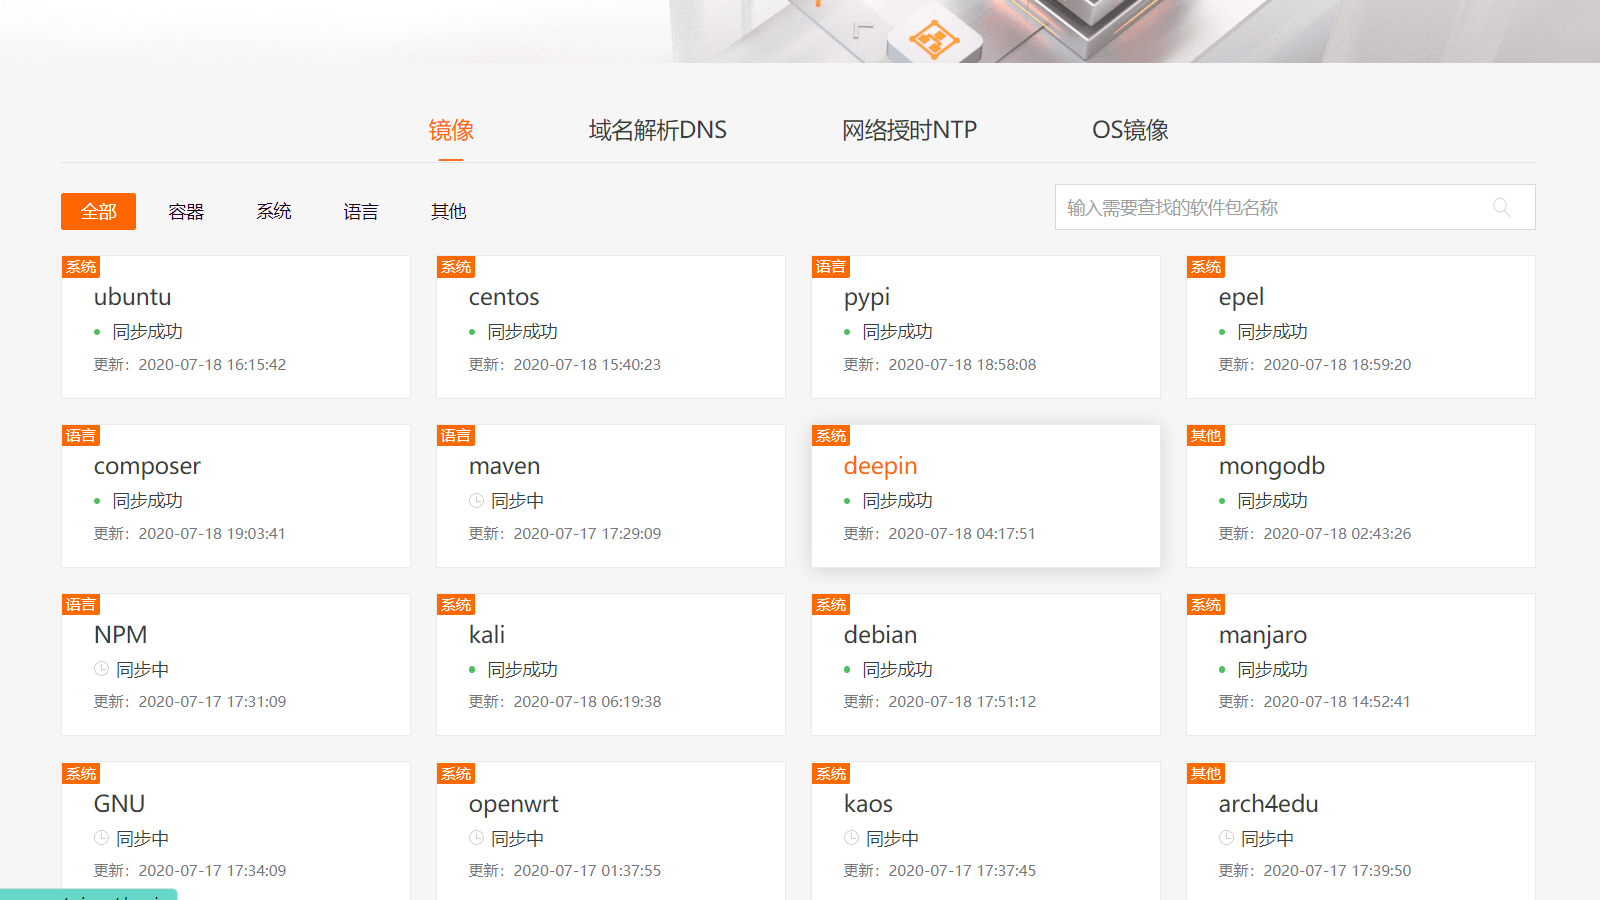 镜像
域名解析DNS
网络授时NTP
OS镜像
全部
容器
系统
语言
其他
输入需要查找的软件包名称
系统
ubuntu
同步成功
更新：2020-07-18 16:15:42
系统
centos
同步成功
更新：2020-07-18 15:40:23
语言
pypi
同步成功
更新：2020-07-18 18:58:08
系统
epel
同步成功
更新：2020-07-18 18:59:20
语言
composer
同步成功
更新：2020-07-18 19:03:41
语言
maven
同步中
更新：2020-07-17 17:29:09
系统
deepin
同步成功
更新：2020-07-18 04:17:51
其他
mongodb
同步成功
更新：2020-07-18 02:43:26
语言
NPM
同步中
更新：2020-07-17 17:31:09
系统
kali
同步成功
更新：2020-07-18 06:19:38
系统
debian
同步成功
更新：2020-07-18 17:51:12
系统
manjaro
同步成功
更新：2020-07-18 14:52:41
系统
GNU
同步中
更新：2020-07-17 17:34:09
系统
openwrt
同步中
更新：2020-07-17 01:37:55
系统
kaos
同步中
更新：2020-07-17 17:37:45
其他
arch4edu
同步中
更新：2020-07-17 17:39:50